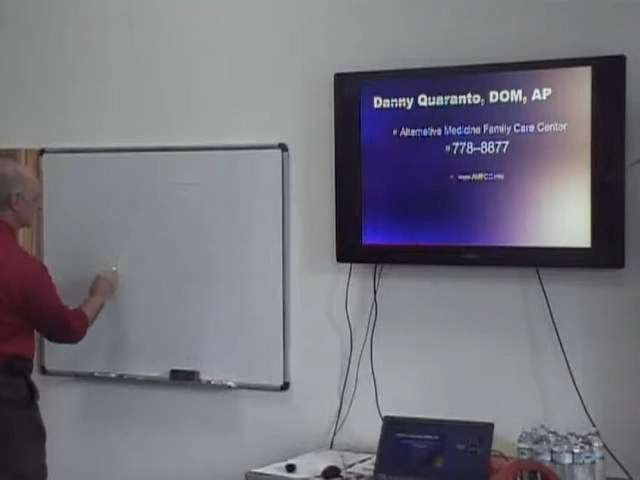 Danny Quaranto, DOM, AP
Alternative Medicine Family Care Center
778-8877